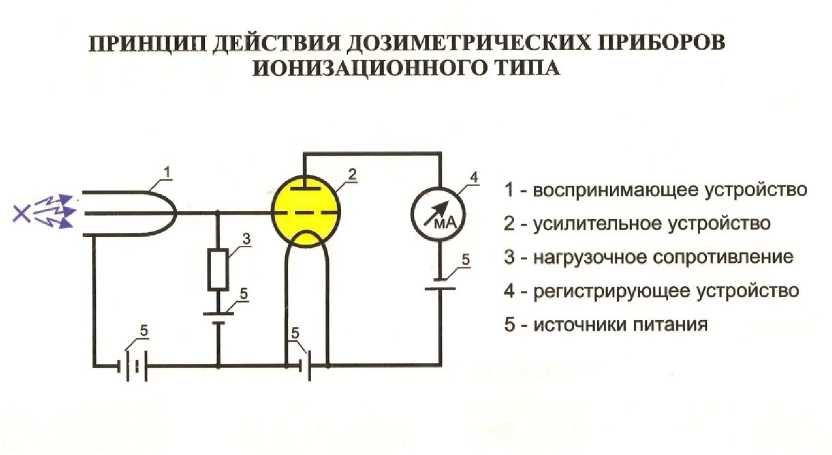 ПРИНЦИП ДЕЙСТВИЯ ДОЗИМЕТРИЧЕСКИХ ПРИБОРОВ
ИОНИЗАЦИОННОГО ТИПА
1
2
4
мА
3
5
5
5
5
1 - воспринимающее устройство
2 - усилительное устройство
3 - нагрузочное сопротивление
4 - регистрирующее устройство
5 - источники питания